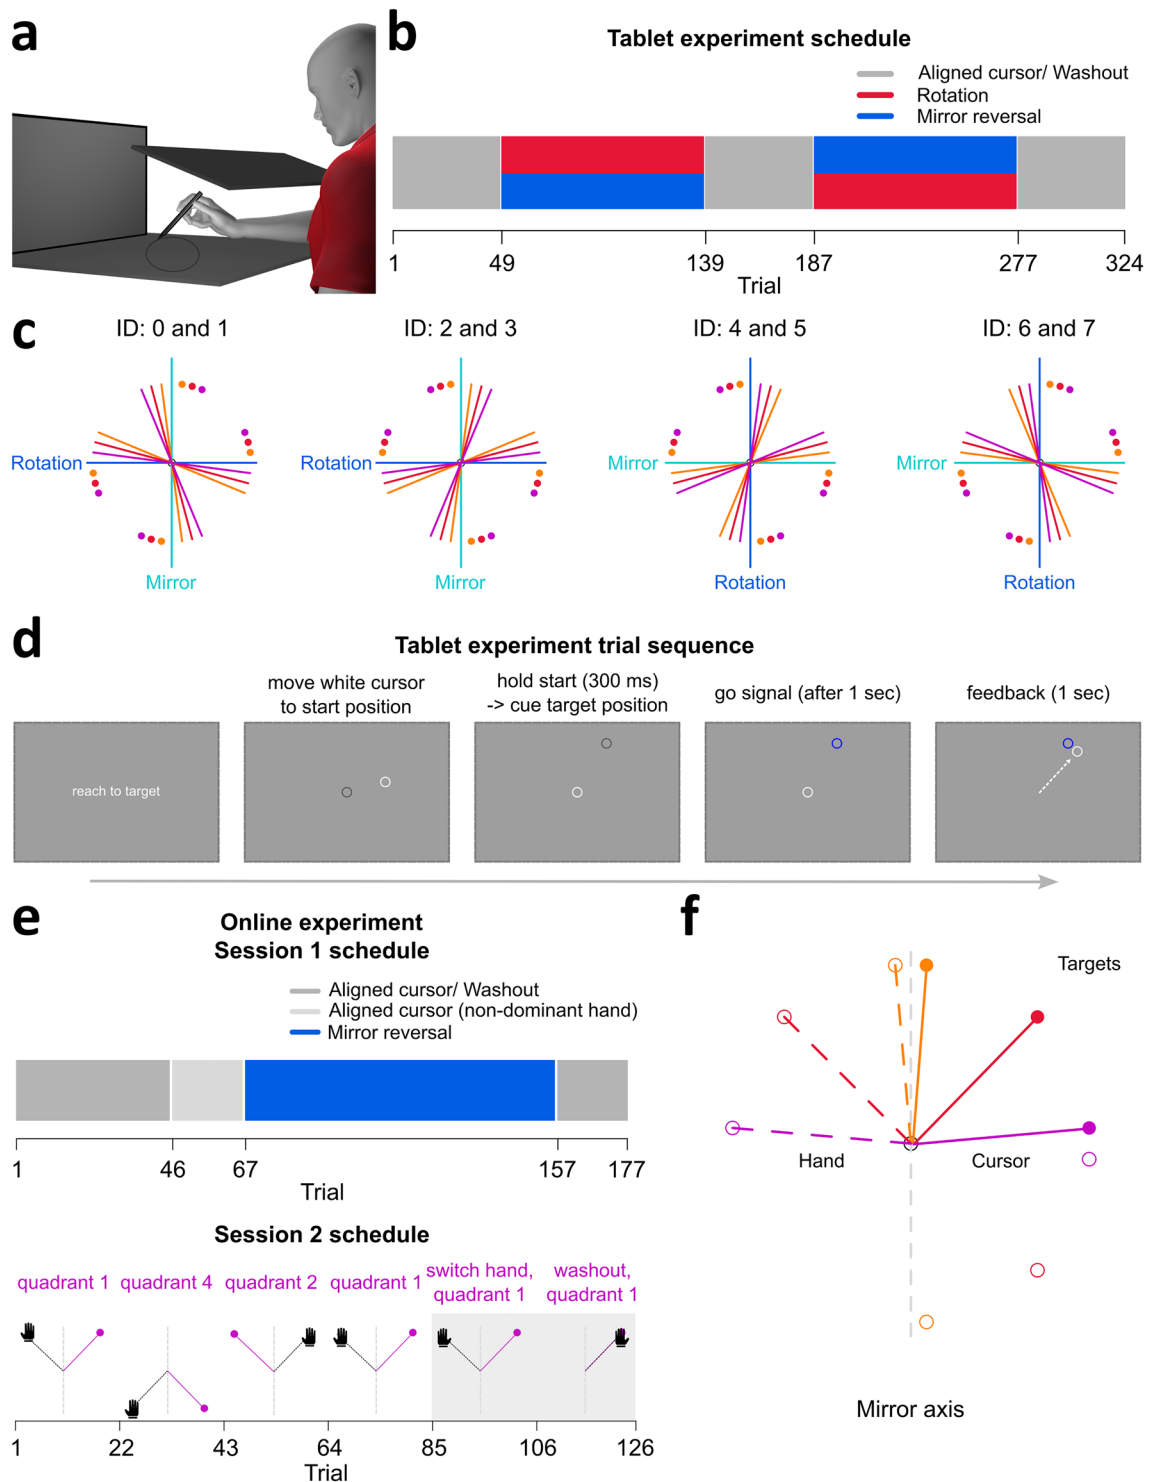 a
b
Tablet experiment schedule
Aligned cursor/ Washout
Rotation
Mirror reversal
1 49 139 187 277 324
Trial
c
ID: 0 and 1
ID: 2 and 3
ID: 4 and 5
ID: 6 and 7
Rotation
Rotation
Mirror
Mirror
Mirror
Mirror
Rotation
Rotation
d
Tablet experiment trial sequence
move white cursor
to start position
hold start (300 ms)
-> cue target position
go signal (after 1 sec)
feedback (1 sec)
reach to target
e
Online experiment
Session 1 schedule
Aligned cursor/ Washout
Aligned cursor (non-dominant hand)
Mirror reversal
1 46 67 157 177
Trial
Session 2 schedule
quadrant 1
quadrant 4
quadrant 2
quadrant 1
switch hand,
quadrant 1
washout,
quadrant 1
1 22 43 64 85 106 126
Trial
f
Targets
Hand
Cursor
Mirror axis